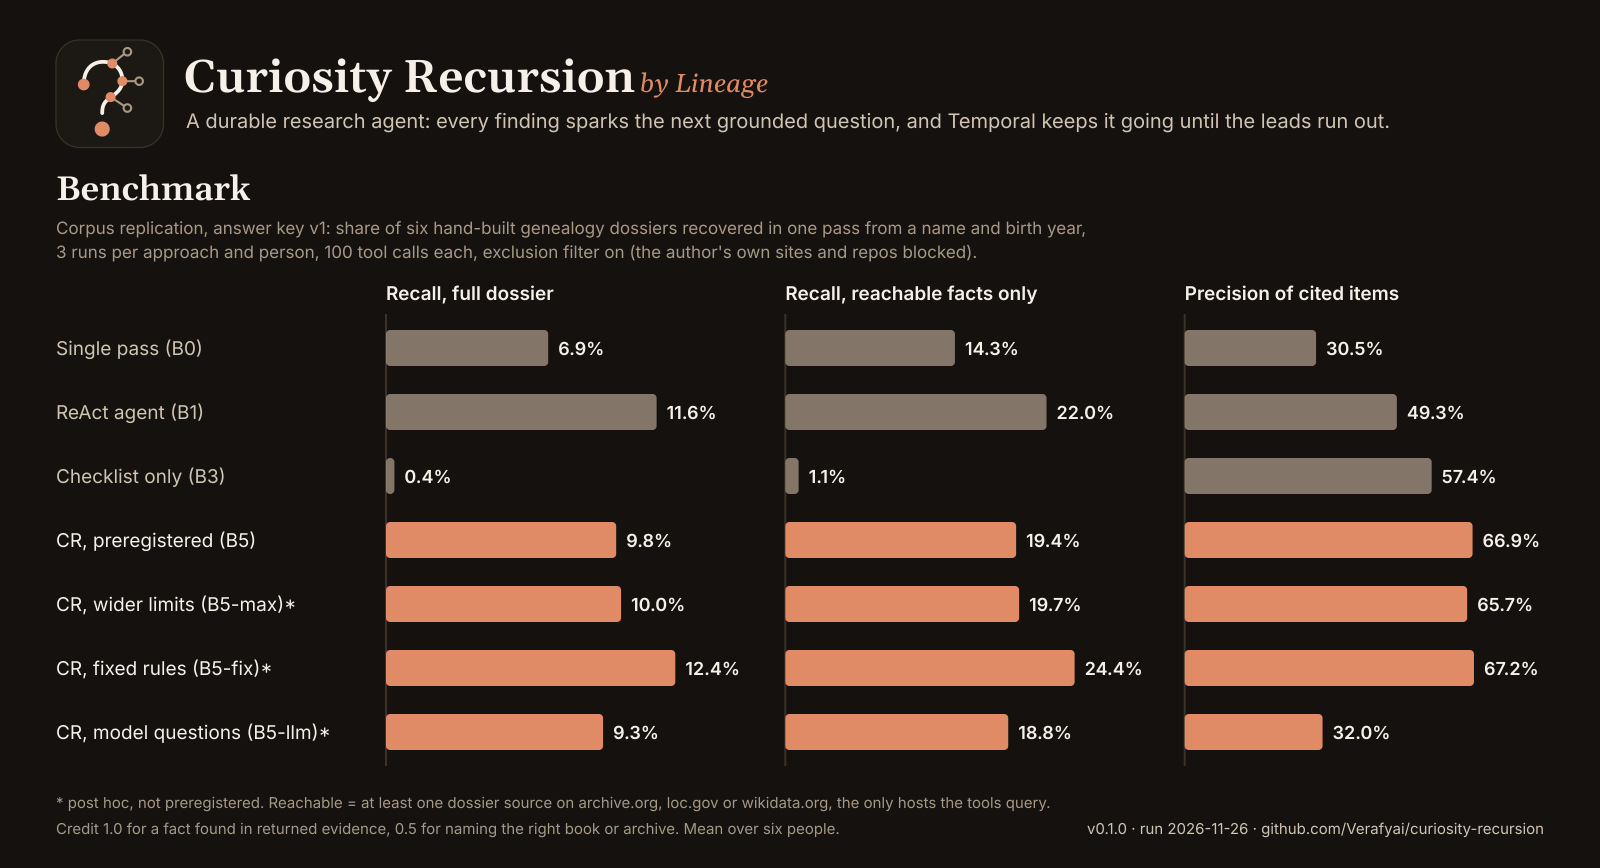 Curiosity Recursion by Lineage
A durable research agent: every finding sparks the next grounded question, and Temporal keeps it going until the leads run out.
Benchmark
Corpus replication, answer key v1: share of six hand-built genealogy dossiers recovered in one pass from a name and birth year,
3 runs per approach and person, 100 tool calls each, exclusion filter on (the author's own sites and repos blocked).
Recall, full dossier Recall, reachable facts only Precision of cited items
Single pass (B0) 6.9% 14.3% 30.5%
ReAct agent (B1) 11.6% 22.0% 49.3%
Checklist only (B3) 0.4% 1.1% 57.4%
CR, preregistered (B5) 9.8% 19.4% 66.9%
CR, wider limits (B5-max)* 10.0% 19.7% 65.7%
CR, fixed rules (B5-fix)* 12.4% 24.4% 67.2%
CR, model questions (B5-llm)* 9.3% 18.8% 32.0%
* post hoc, not preregistered. Reachable = at least one dossier source on archive.org, loc.gov or wikidata.org, the only hosts the tools query.
Credit 1.0 for a fact found in returned evidence, 0.5 for naming the right book or archive. Mean over six people.
v0.1.0 · run 2026-11-26 · github.com/Verafyai/curiosity-recursion